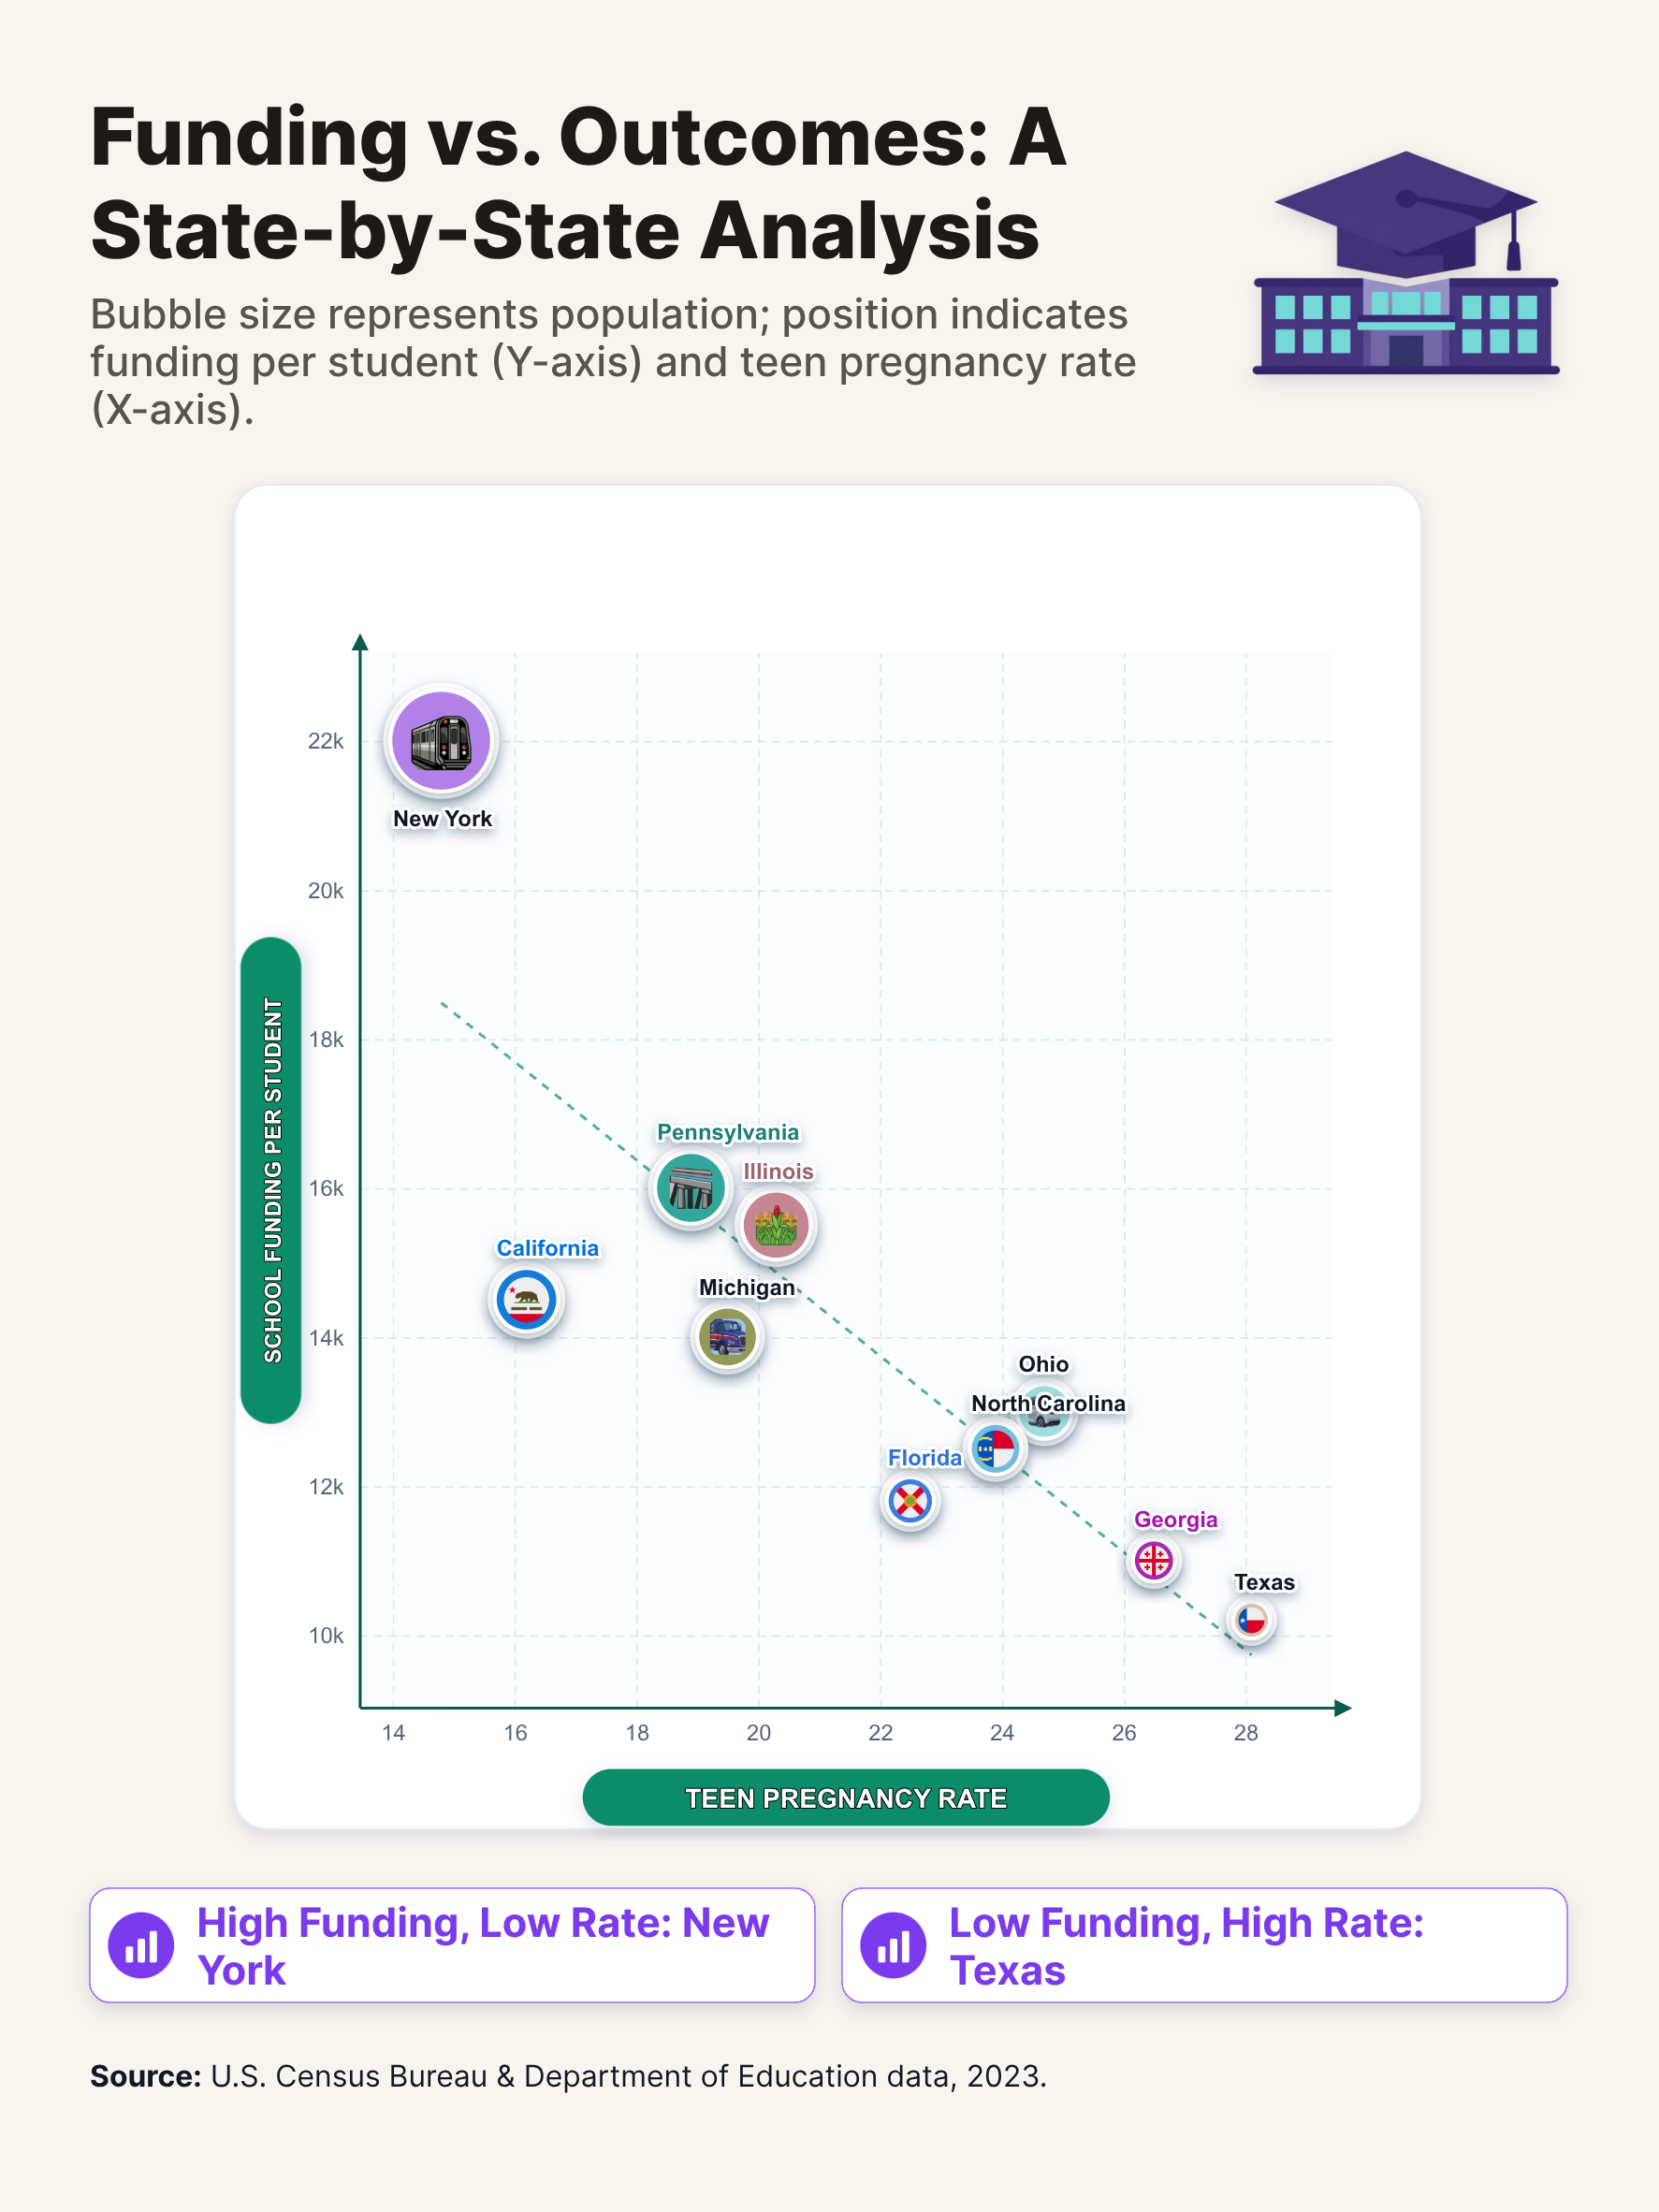 Funding vs. Outcomes: A
State-by-State Analysis
Bubble size represents population; position indicates
funding per student (Y-axis) and teen pregnancy rate
(X-axis).
22k
New York
20k
18k
SCHOOL FUNDING PER STUDENT
Pennsylvania
Illinois
16k
California
Michigan
14k
Ohio
North Carolina
Florida
12k
Georgia
Texas
10k
14
16
18
20
22
24
26
28
TEEN PREGNANCY RATE
High Funding, Low Rate: New
York
Low Funding, High Rate:
Texas
Source: U.S. Census Bureau & Department of Education data, 2023.